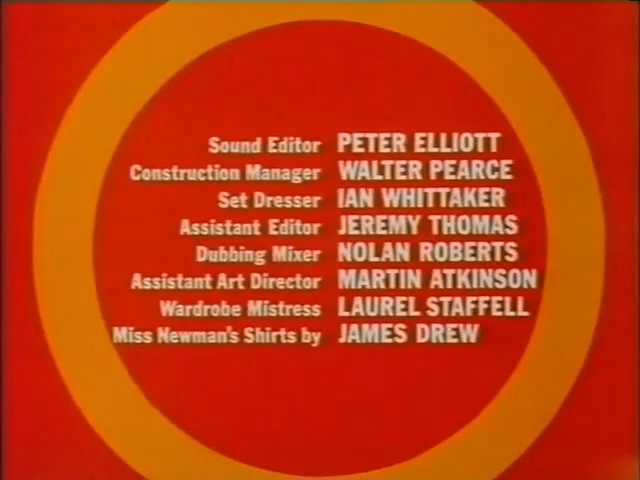 Sound Editor PETER ELLIOTT
Construction Manager WALTER PEARCE
Set Dresser IAN WHITTAKER
Assistant Editor JEREMY THOMAS
Dubbing Mixer NOLAN ROBERTS
Assistant Art Director MARTIN ATKINSON
Wardrobe Mistress LAUREL STAFFELL
Miss Newman's Shirts by JAMES DREW